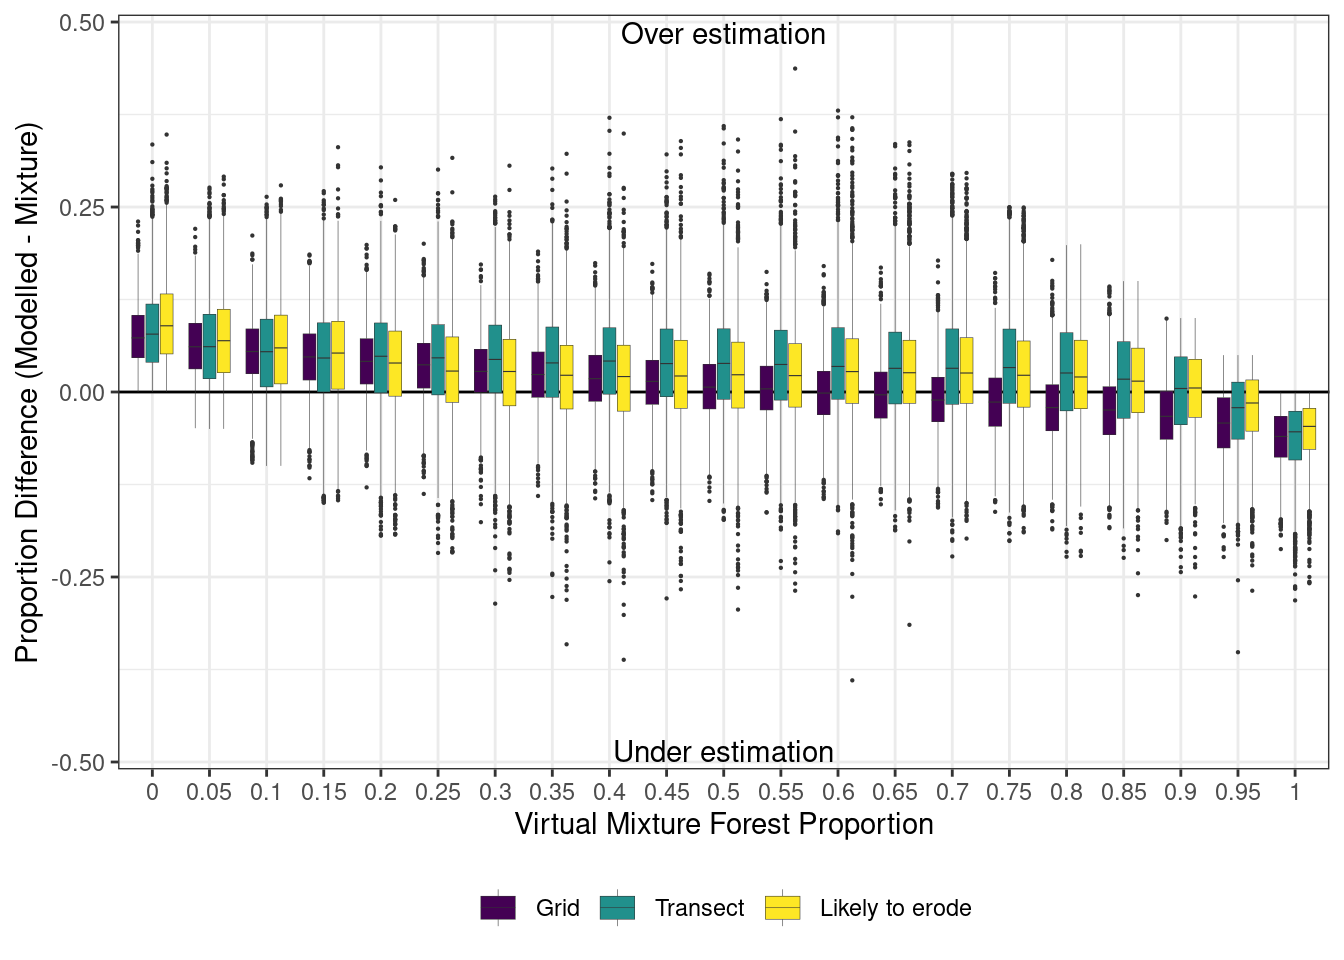 0.50
0.25
0.00
-0.25
-0.50
Proportion Difference (Modelled - Mixture)
Over estimation
Under estimation
0 0.05 0.1 0.15 0.2 0.25 0.3 0.35 0.4 0.45 0.5 0.55 0.6 0.65 0.7 0.75 0.8 0.85 0.9 0.95 1
Virtual Mixture Forest Proportion
Grid Transect Likely to erode